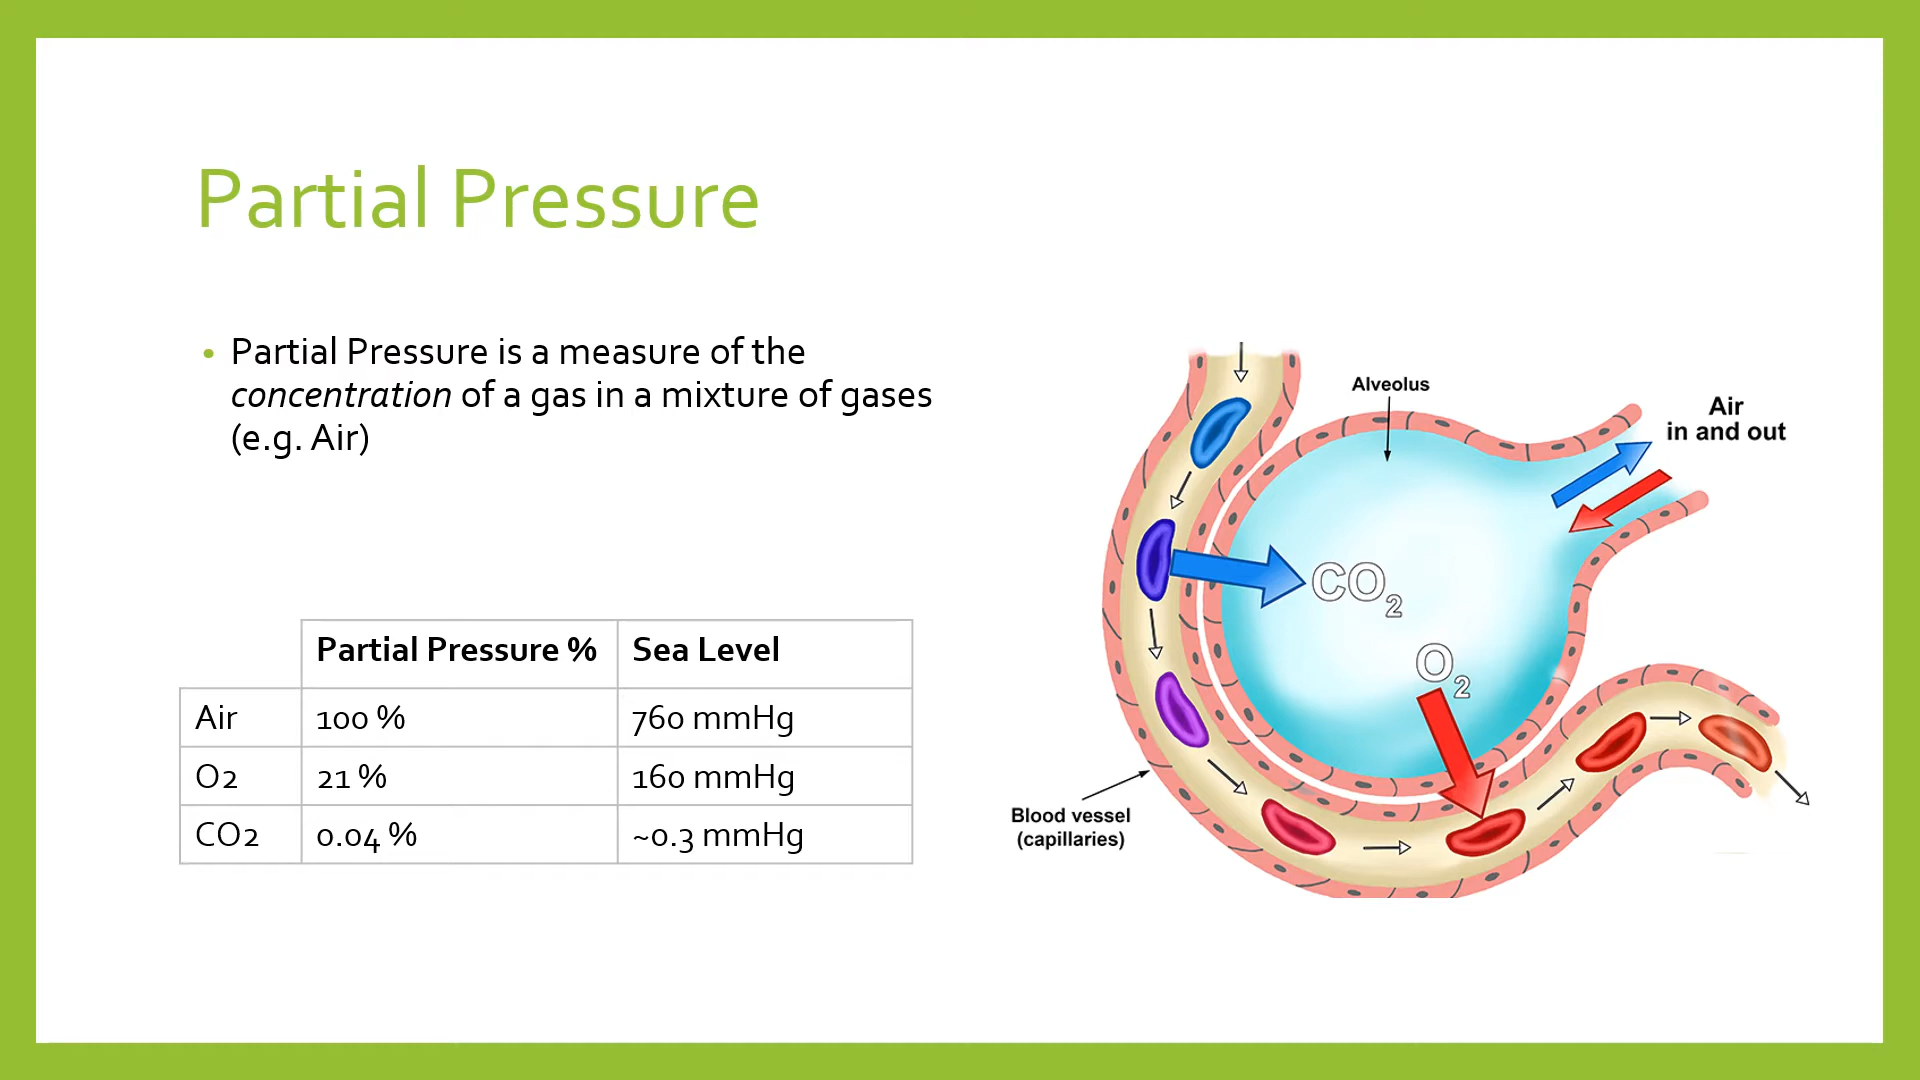 Partial Pressure
• Partial Pressure is a measure of the
concentration of a gas in a mixture of gases
(e.g. Air)
Partial Pressure % Sea Level
Air 100 % 760 mmHg
O2 21 % 160 mmHg
CO2 0.04 % ~0.3 mmHg
Alveolus
Air
in and out
CO2
O2
Blood vessel
(capillaries)